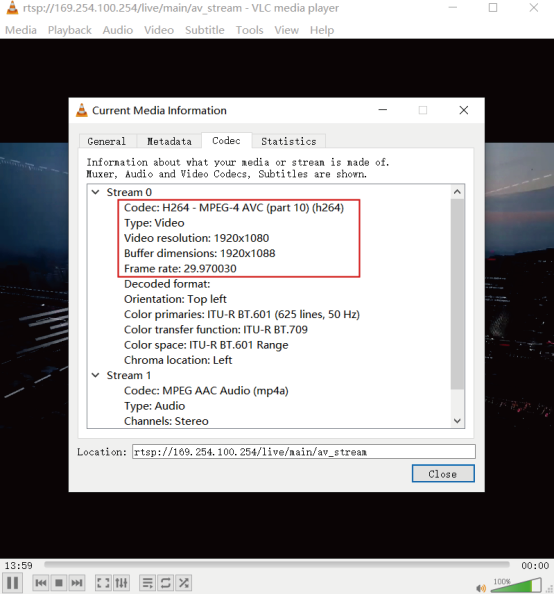 rtsp://169.254.100.254/live/main/av_stream - VLC media player
Media Playback Audio Video Subtitle Tools View Help
Current Media Information
General Metadata Codec Statistics
Information about what your media or stream is made of.
Muxer, Audio and Video Codecs, Subtitles are shown.
Stream 0
Codec: H264 - MPEG-4 AVC (part 10) (h264)
Type: Video
Video resolution: 1920x1080
Buffer dimensions: 1920x1088
Frame rate: 29.970030
Decoded format:
Orientation: Top left
Color primaries: ITU-R BT.601 (625 lines, 50 Hz)
Color transfer function: ITU-R BT.709
Color space: ITU-R BT.601 Range
Chroma location: Left
Stream 1
Codec: MPEG AAC Audio (mp4a)
Type: Audio
Channels: Stereo
Location: rtsp://169.254.100.254/live/main/av_stream
Close
13:59 00:00
100%